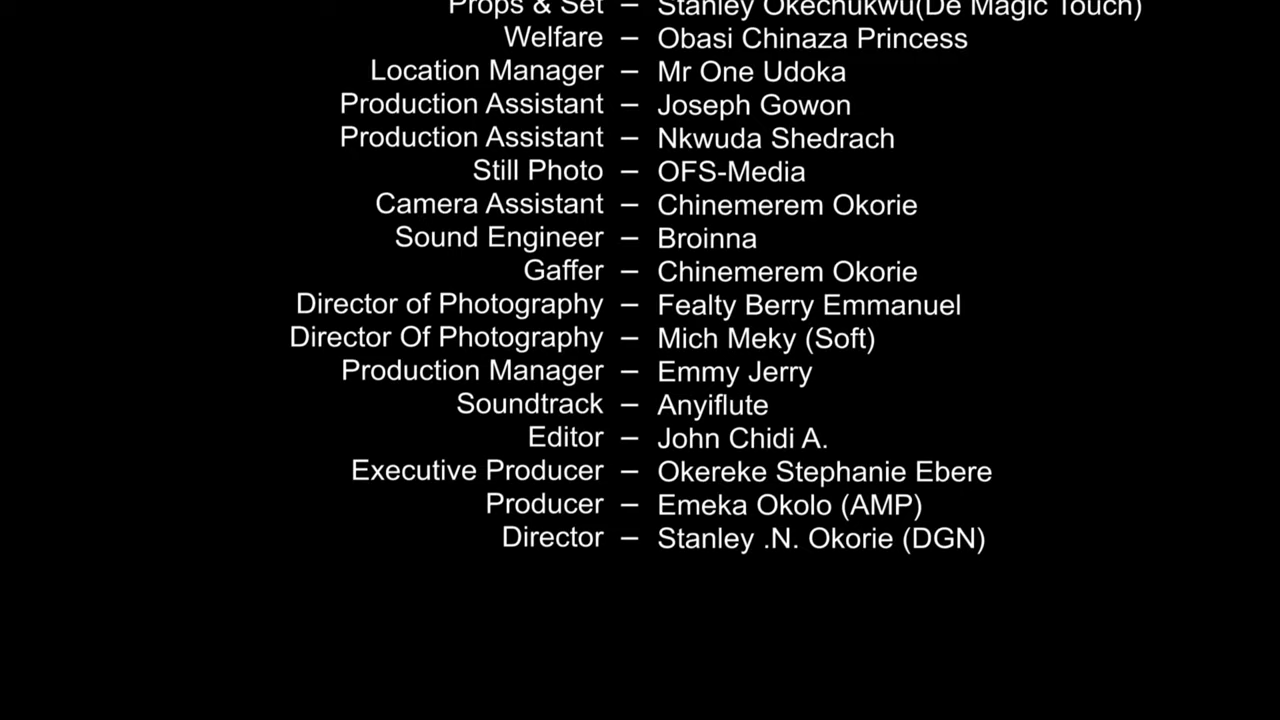 Props & Set – Stanley Okechukwu(De Magic Touch)
Welfare – Obasi Chinaza Princess
Location Manager – Mr One Udoka
Production Assistant – Joseph Gowon
Production Assistant – Nkwuda Shedrach
Still Photo – OFS-Media
Camera Assistant – Chinemerem Okorie
Sound Engineer – Broinna
Gaffer – Chinemerem Okorie
Director of Photography – Fealty Berry Emmanuel
Director Of Photography – Mich Meky (Soft)
Production Manager – Emmy Jerry
Soundtrack – Anyiflute
Editor – John Chidi A.
Executive Producer – Okereke Stephanie Ebere
Producer – Emeka Okolo (AMP)
Director – Stanley .N. Okorie (DGN)